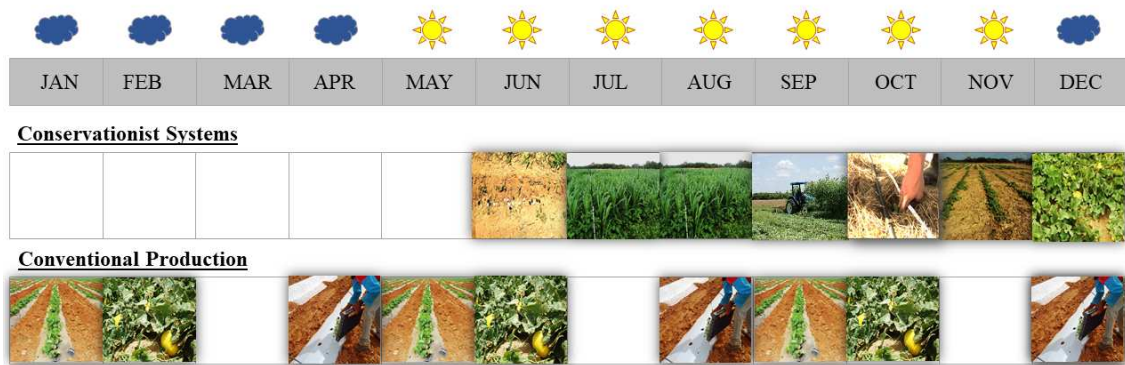 JAN FEB MAR APR MAY JUN JUL AUG SEP OCT NOV DEC
Conservationist Systems
Conventional Production